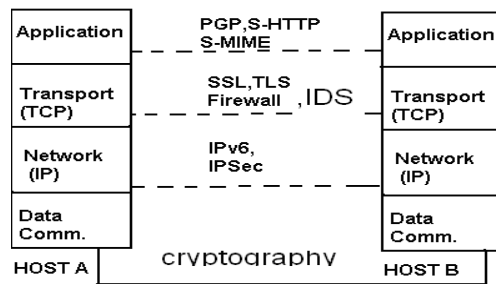 Application
Transport
(TCP)
Network
(IP)
Data
Comm.
HOST A
PGP,S-HTTP
S-MIME
SSL,TLS
Firewall ,IDS
IPv6,
IPSec
cryptography
Application
Transport
(TCP)
Network
(IP)
Data
Comm.
HOST B